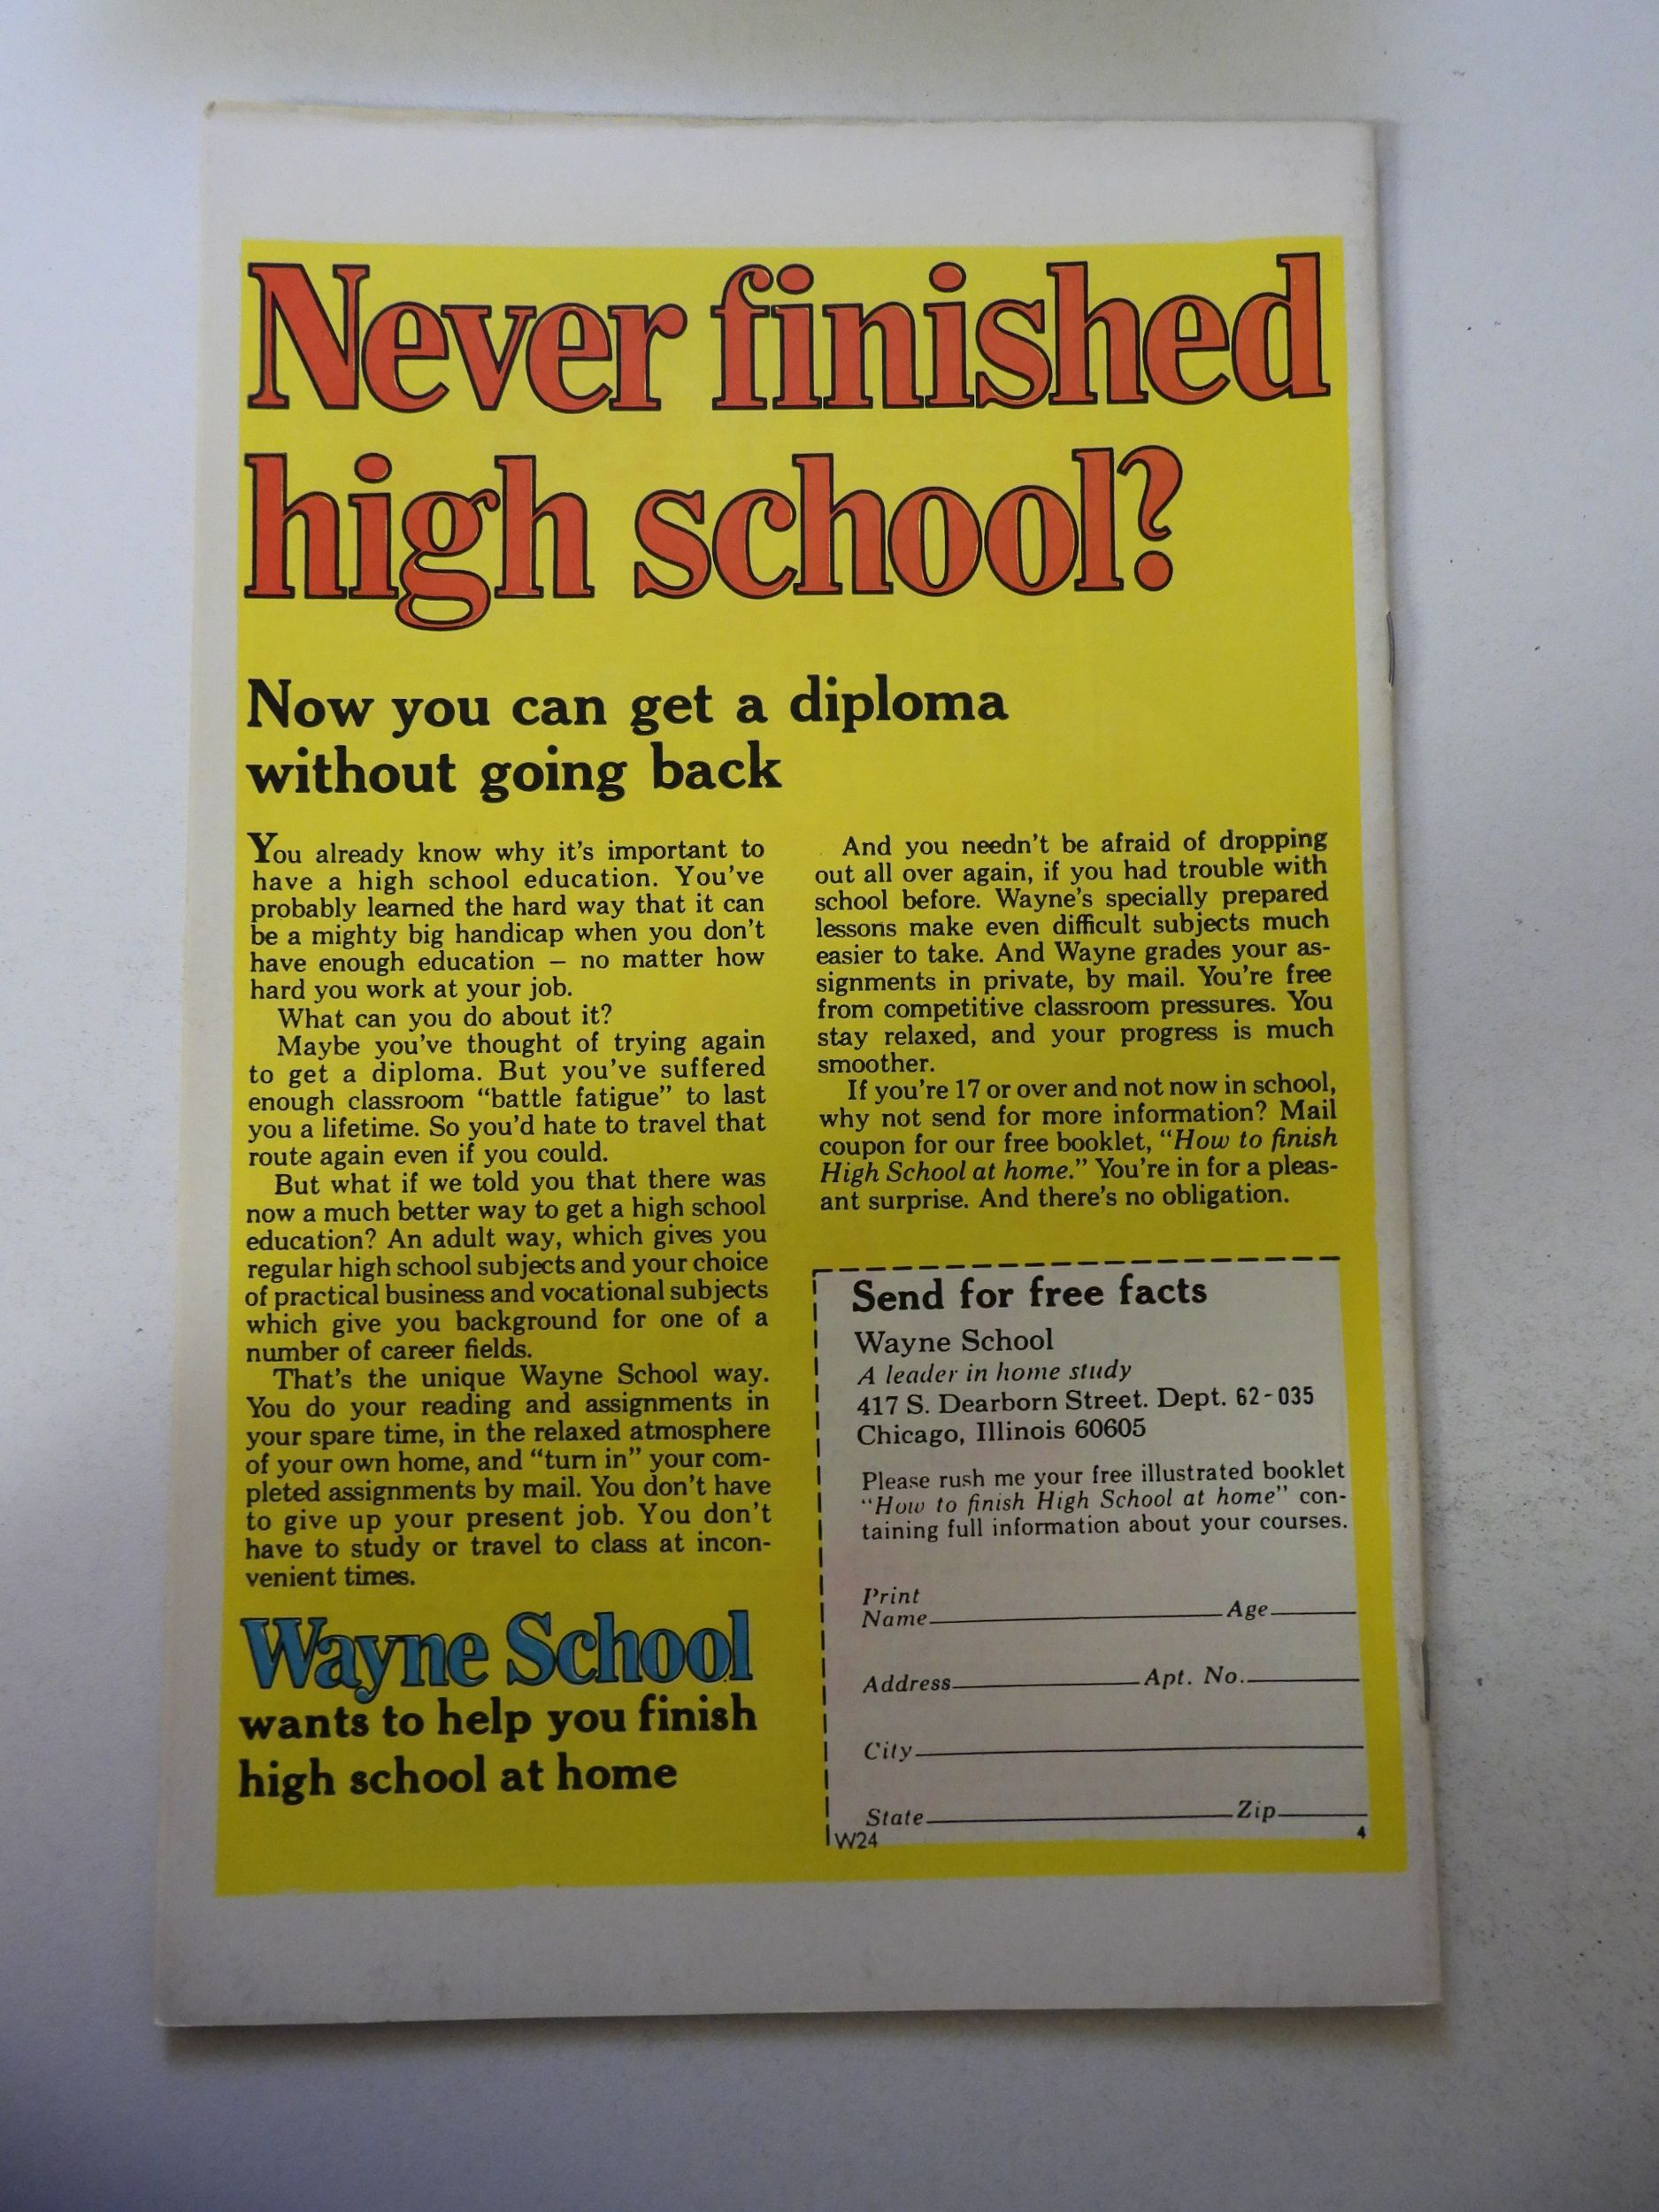 Never finished
high school?
Now you can get a diploma
without going back
You already know why it's important to
have a high school education. You've
probably learned the hard way that it can
be a mighty big handicap when you don't
have enough education – no matter how
hard you work at your job.
What can you do about it?
Maybe you've thought of trying again
to get a diploma. But you've suffered
enough classroom “battle fatigue” to last
you a lifetime. So you'd hate to travel that
route again even if you could.
But what if we told you that there was
now a much better way to get a high school
education? An adult way, which gives you
regular high school subjects and your choice
of practical business and vocational subjects
which give you background for one of a
number of career fields.
That's the unique Wayne School way.
You do your reading and assignments in
your spare time, in the relaxed atmosphere
of your own home, and “turn in” your com-
pleted assignments by mail. You don't have
to give up your present job. You don't
have to study or travel to class at incon-
venient times.
Wayne School
wants to help you finish
high school at home
And you needn't be afraid of dropping
out all over again, if you had trouble with
school before. Wayne's specially prepared
lessons make even difficult subjects much
easier to take. And Wayne grades your as-
signments in private, by mail. You're free
from competitive classroom pressures. You
stay relaxed, and your progress is much
smoother.
If you're 17 or over and not now in school,
why not send for more information? Mail
coupon for our free booklet, “How to finish
High School at home.” You're in for a pleas-
ant surprise. And there's no obligation.
Send for free facts
Wayne School
A leader in home study
417 S. Dearborn Street. Dept. 62-035
Chicago, Illinois 60605
Please rush me your free illustrated booklet
“How to finish High School at home” con-
taining full information about your courses.
Print
Name Age
Address Apt. No.
City
State Zip
W24 4